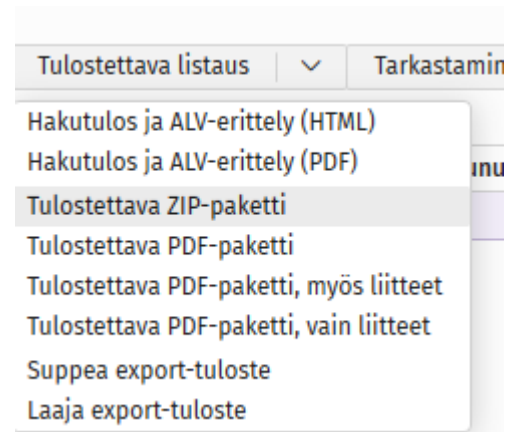 Tulostettava listaus
Hakutulos ja ALV-erittely (HTML)
Hakutulos ja ALV-erittely (PDF)
Tulostettava ZIP-paketti
Tulostettava PDF-paketti
Tulostettava PDF-paketti, myös liitteet
Tulostettava PDF-paketti, vain liitteet
Suppea export-tuloste
Laaja export-tuloste